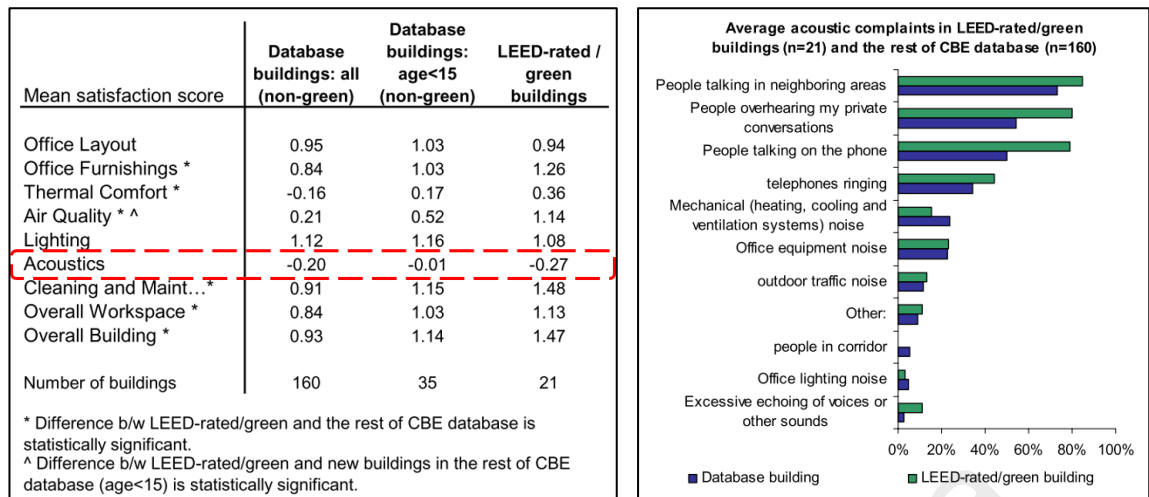 Mean satisfaction score Database buildings: all (non-green) Database buildings: age<15 (non-green) LEED-rated / green buildings
Office Layout 0.95 1.03 0.94
Office Furnishings * 0.84 1.03 1.26
Thermal Comfort * -0.16 0.17 0.36
Air Quality * ^ 0.21 0.52 1.14
Lighting 1.12 1.16 1.08
Acoustics -0.20 -0.01 -0.27
Cleaning and Maint...* 0.91 1.15 1.48
Overall Workspace * 0.84 1.03 1.13
Overall Building * 0.93 1.14 1.47
Number of buildings 160 35 21
* Difference b/w LEED-rated/green and the rest of CBE database is
statistically significant.
^ Difference b/w LEED-rated/green and new buildings in the rest of CBE
database (age<15) is statistically significant.
Average acoustic complaints in LEED-rated/green
buildings (n=21) and the rest of CBE database (n=160)
People talking in neighboring areas
People overhearing my private
conversations
People talking on the phone
telephones ringing
Mechanical (heating, cooling and
ventilation systems) noise
Office equipment noise
outdoor traffic noise
Other:
people in corridor
Office lighting noise
Excessive echoing of voices or
other sounds
0% 20% 40% 60% 80% 100%
Database building LEED-rated/green building